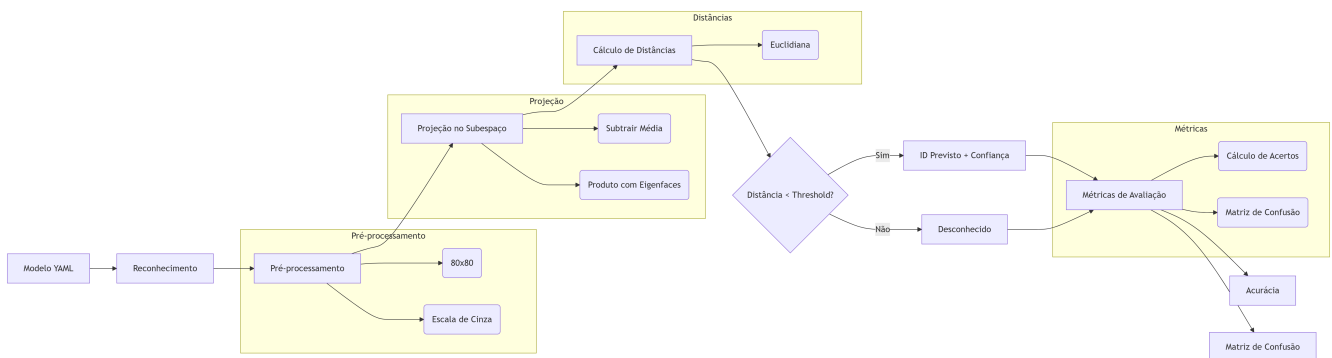 Distâncias
Cálculo de Distâncias
Euclidiana
Projeção
Projeção no Subespaço
Subtrair Média
Produto com Eigenfaces
Pré-processamento
Modelo YAML
Reconhecimento
Pré-processamento
80x80
Escala de Cinza
Distância < Threshold?
Sim
Não
ID Previsto + Confiança
Desconhecido
Métricas
Métricas de Avaliação
Cálculo de Acertos
Matriz de Confusão
Acurácia
Matriz de Confusão